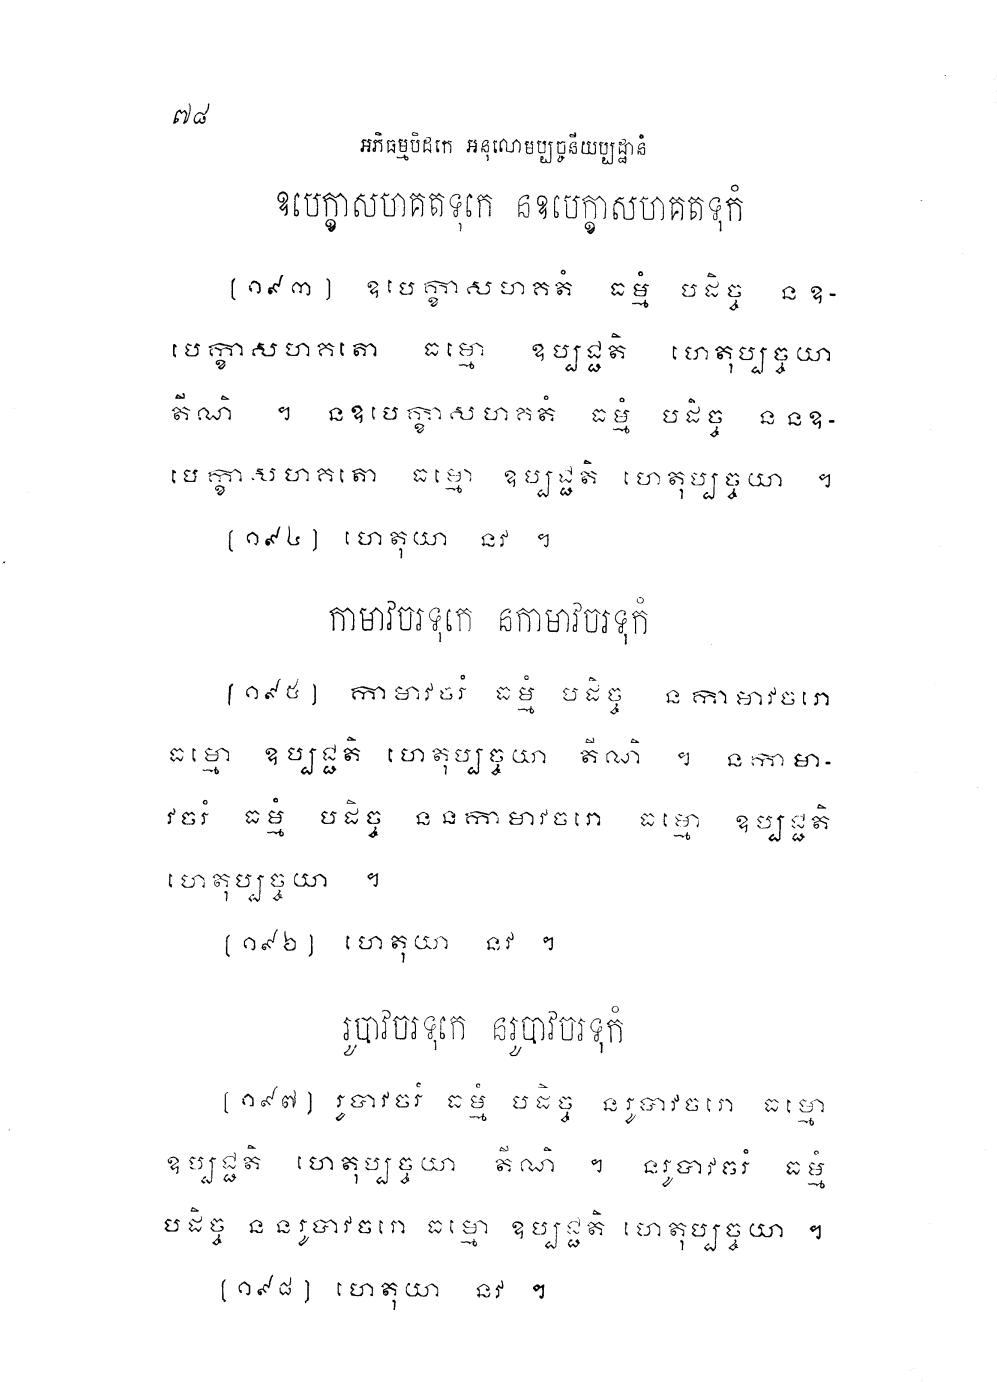 ៧៨
អភិធម្មបិដកេ អនុលោមប្បច្ចនីយប្បដ្ឋានំ
ឧបេក្ខាសហគតទុកេ នឧបេក្ខាសហគតទុកំ
[១៩៣] ឧបេក្ខាសហគតំ ធម្មំ បដិច្ច នឧ-
បេក្ខាសហគតោ ធម្មោ ឧប្បជ្ជតិ ហេតុប្បច្ចយា
តីណិ ។ នឧបេក្ខាសហគតំ ធម្មំ បដិច្ច ននឧ-
បេក្ខាសហគតោ ធម្មោ ឧប្បជ្ជតិ ហេតុប្បច្ចយា ។
[១៩៤] ហេតុយា នវ ។
កាមាវចរទុកេ នកាមាវចរទុកំ
[១៩៥] កាមាវចរំ ធម្មំ បដិច្ច នកាមាវចរោ
ធម្មោ ឧប្បជ្ជតិ ហេតុប្បច្ចយា តីណិ ។ នកាមា-
វចរំ ធម្មំ បដិច្ច ននកាមាវចរោ ធម្មោ ឧប្បជ្ជតិ
ហេតុប្បច្ចយា ។
[១៩៦] ហេតុយា នវ ។
រូបាវចរទុកេ នរូបាវចរទុកំ
[១៩៧] រូបាវចរំ ធម្មំ បដិច្ច នរូបាវចរោ ធម្មោ
ឧប្បជ្ជតិ ហេតុប្បច្ចយា តីណិ ។ នរូបាវចរំ ធម្មំ
បដិច្ច ននរូបាវចរោ ធម្មោ ឧប្បជ្ជតិ ហេតុប្បច្ចយា ។
[១៩៨] ហេតុយា នវ ។